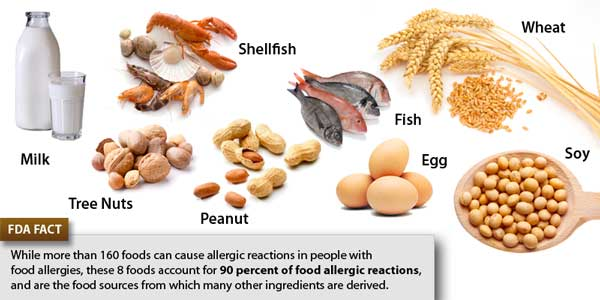 Wheat
Shellfish
Fish
Milk
Tree Nuts
Peanut
Egg
Soy
FDA FACT
While more than 160 foods can cause allergic reactions in people with
food allergies, these 8 foods account for 90 percent of food allergic reactions,
and are the food sources from which many other ingredients are derived.